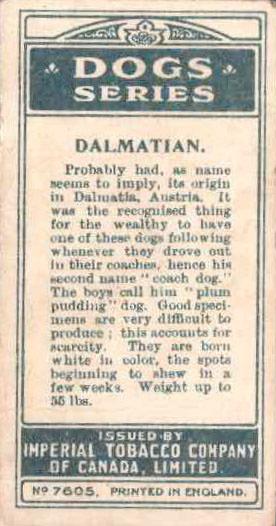 DOGS
SERIES
DALMATIAN.
Probably had, as name
seems to imply, its origin
in Dalmatia, Austria. It
was the recognised thing
for the wealthy to have
one of these dogs following
whenever they drove out
in their coaches, hence his
second name "coach dog."
The boys call him "plum
pudding" dog. Good speci-
mens are very difficult to
produce; this accounts for
scarcity. They are born
white in color, the spots
beginning to shew in a
few weeks. Weight up to
55 lbs.
ISSUED BY
IMPERIAL TOBACCO COMPANY
OF CANADA, LIMITED.
No 7605, PRINTED IN ENGLAND.